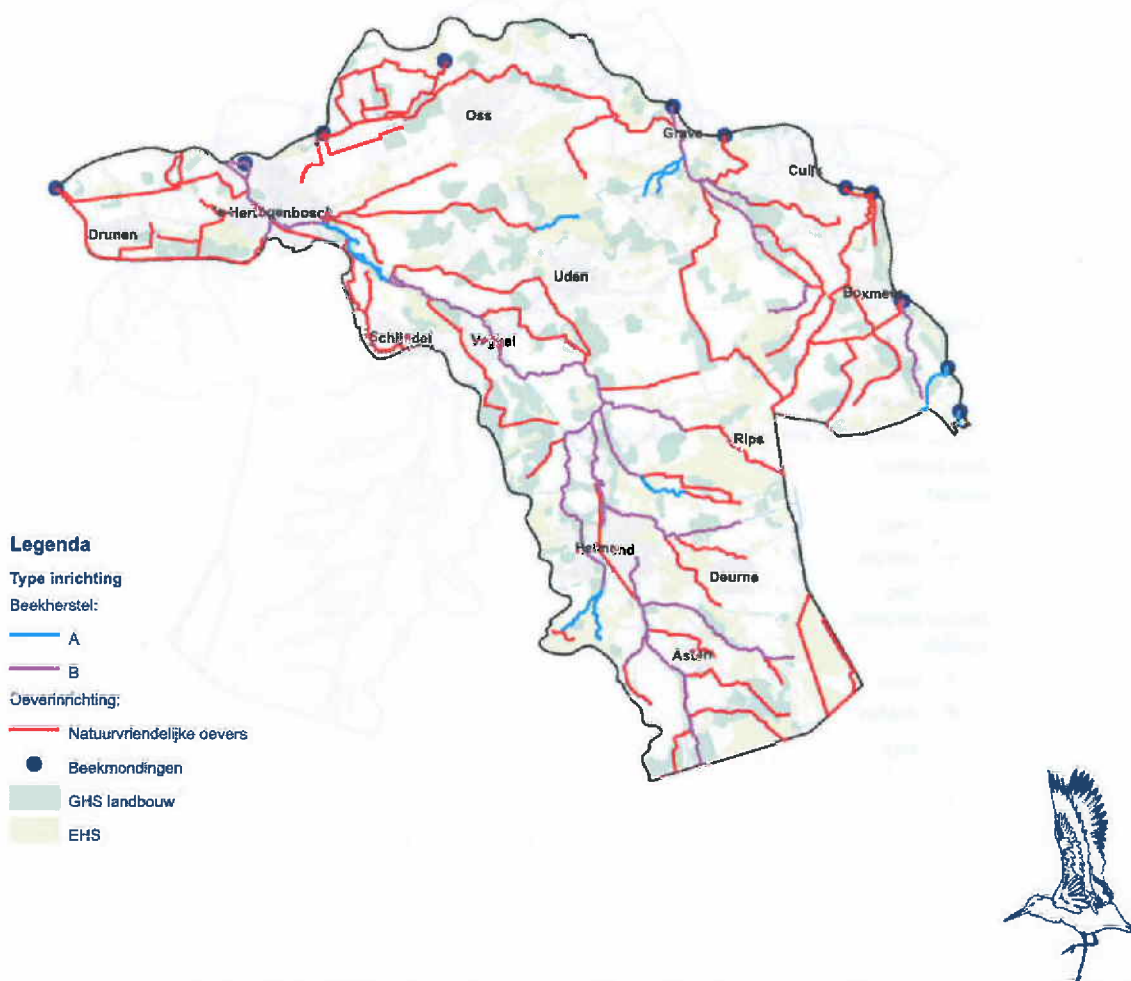 Oss
Grave
Cuijk
Hertogenbosch
Drunen
Uden
Boxmeer
Schijndel
Veghel
Rips
Helmond
Deurne
Asten
Legenda
Type inrichting
Beekherstel:
A
B
Oeverinrichting:
Natuurvriendelijke oevers
Beekmondingen
GHS landbouw
EHS